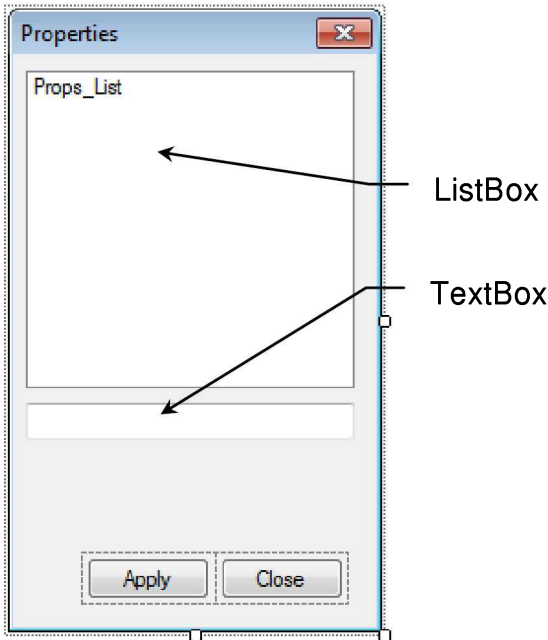 Properties
Props_List
ListBox
TextBox
Apply
Close